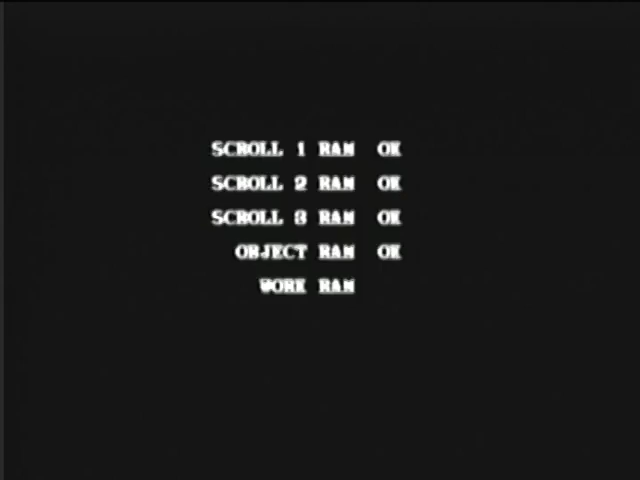 SCROLL 1 RAM OK
SCROLL 2 RAM OK
SCROLL 3 RAM OK
OBJECT RAM OK
WORK RAM